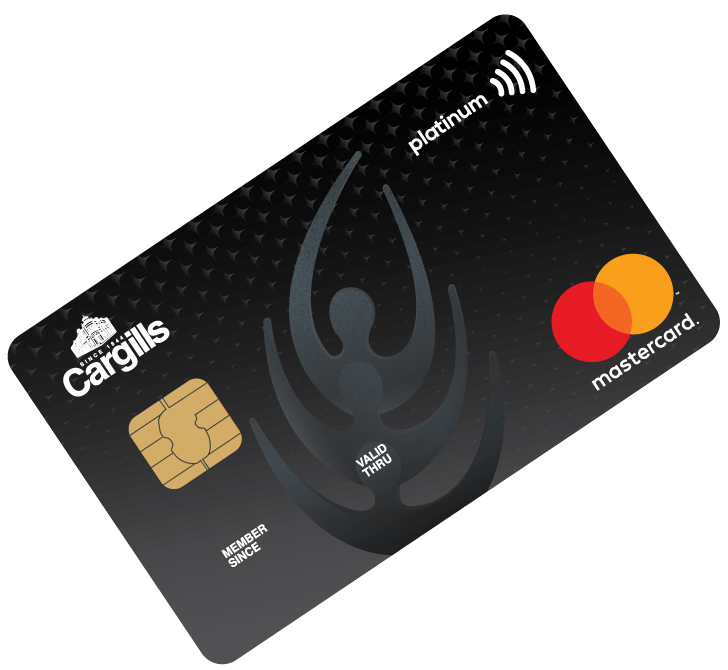 platinum
SINCE 1844
Cargills
mastercard.
VALID
THRU
MEMBER
SINCE